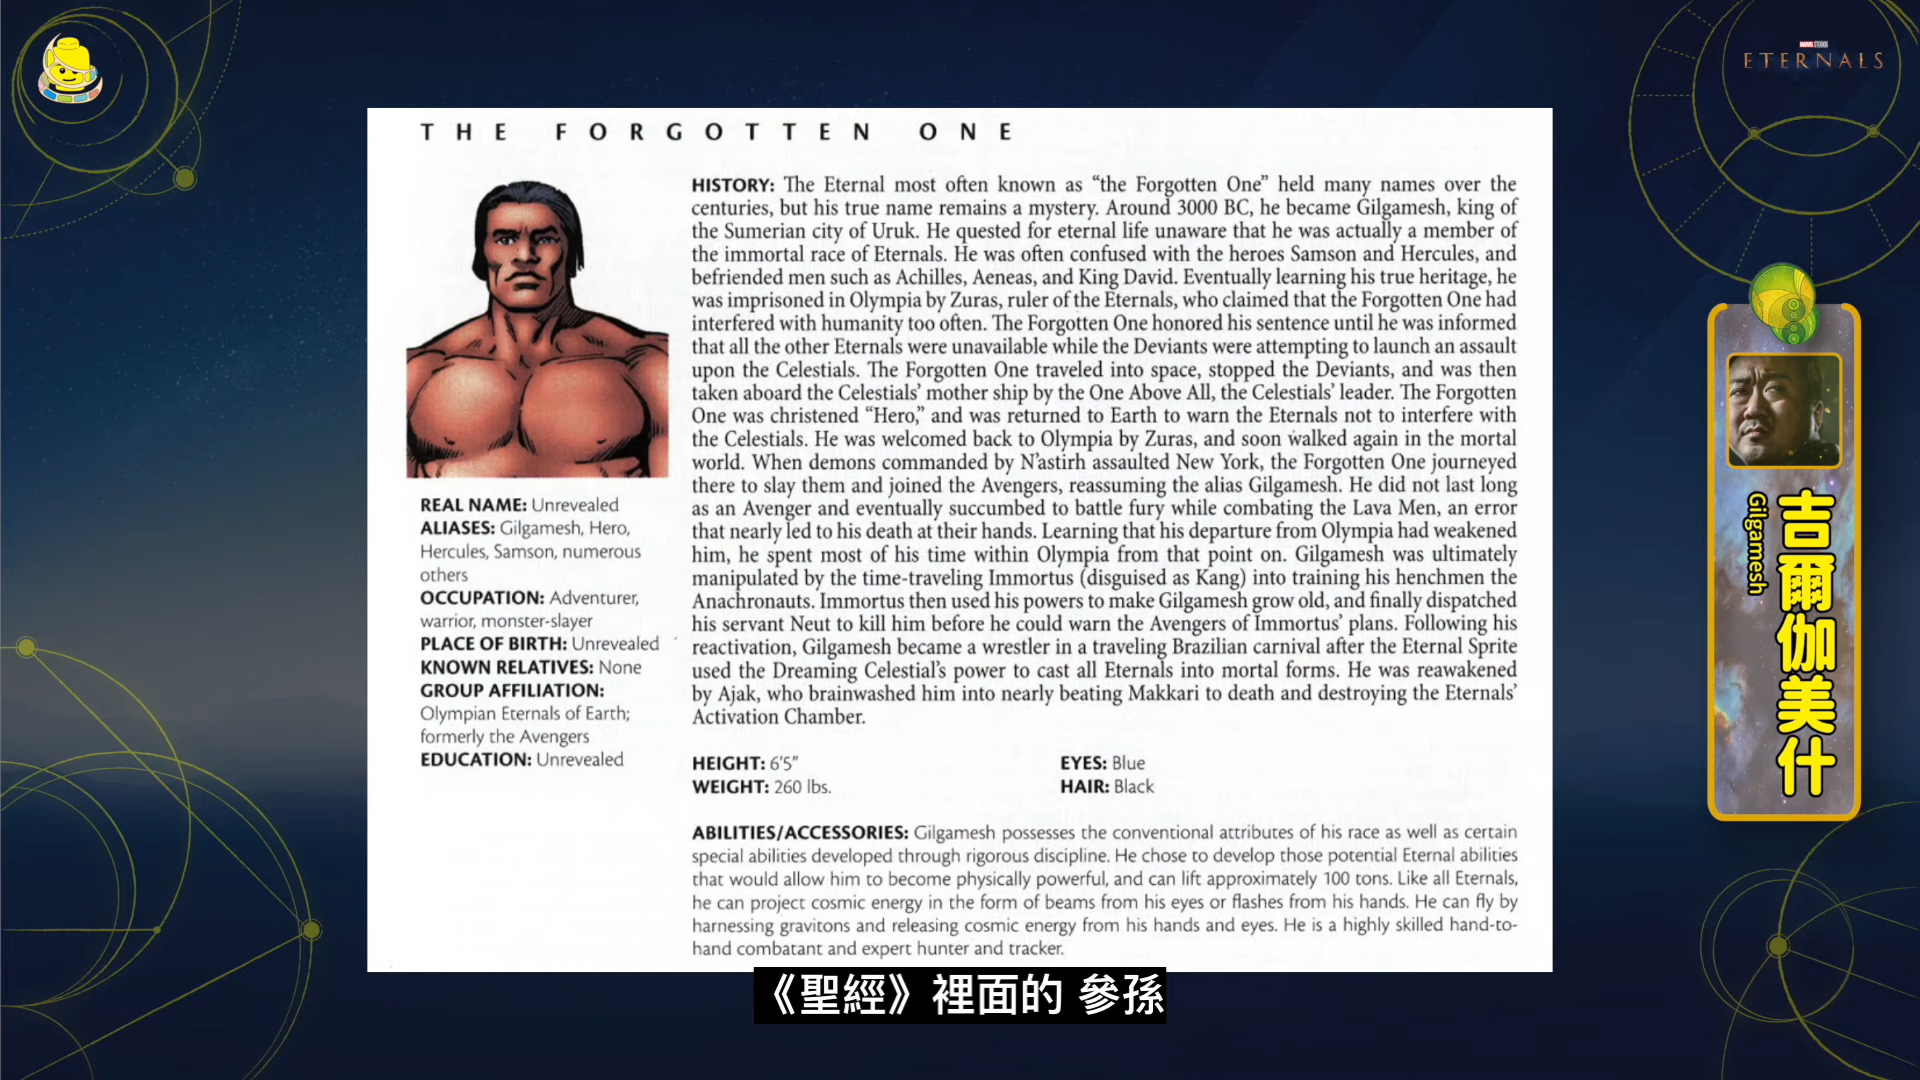 MARVEL STUDIOS
ETERNALS
THE FORGOTTEN ONE
HISTORY: The Eternal most often known as “the Forgotten One” held many names over the
centuries, but his true name remains a mystery. Around 3000 BC, he became Gilgamesh, king of
the Sumerian city of Uruk. He quested for eternal life unaware that he was actually a member of
the immortal race of Eternals. He was often confused with the heroes Samson and Hercules, and
befriended men such as Achilles, Aeneas, and King David. Eventually learning his true heritage, he
was imprisoned in Olympia by Zuras, ruler of the Eternals, who claimed that the Forgotten One had
interfered with humanity too often. The Forgotten One honored his sentence until he was informed
that all the other Eternals were unavailable while the Deviants were attempting to launch an assault
upon the Celestials. The Forgotten One traveled into space, stopped the Deviants, and was then
taken aboard the Celestials’ mother ship by the One Above All, the Celestials’ leader. The Forgotten
One was christened “Hero,” and was returned to Earth to warn the Eternals not to interfere with
the Celestials. He was welcomed back to Olympia by Zuras, and soon walked again in the mortal
world. When demons commanded by N’astirh assaulted New York, the Forgotten One journeyed
there to slay them and joined the Avengers, reassuming the alias Gilgamesh. He did not last long
as an Avenger and eventually succumbed to battle fury while combating the Lava Men, an error
that nearly led to his death at their hands. Learning that his departure from Olympia had weakened
him, he spent most of his time within Olympia from that point on. Gilgamesh was ultimately
manipulated by the time-traveling Immortus (disguised as Kang) into training his henchmen the
Anachronauts. Immortus then used his powers to make Gilgamesh grow old, and finally dispatched
his servant Neut to kill him before he could warn the Avengers of Immortus’ plans. Following his
reactivation, Gilgamesh became a wrestler in a traveling Brazilian carnival after the Eternal Sprite
used the Dreaming Celestial’s power to cast all Eternals into mortal forms. He was reawakened
by Ajak, who brainwashed him into nearly beating Makkari to death and destroying the Eternals’
Activation Chamber.
REAL NAME: Unrevealed
ALIASES: Gilgamesh, Hero,
Hercules, Samson, numerous
others
OCCUPATION: Adventurer,
warrior, monster-slayer
PLACE OF BIRTH: Unrevealed
KNOWN RELATIVES: None
GROUP AFFILIATION:
Olympian Eternals of Earth;
formerly the Avengers
EDUCATION: Unrevealed
HEIGHT: 6’5”
WEIGHT: 260 lbs.
EYES: Blue
HAIR: Black
ABILITIES/ACCESSORIES: Gilgamesh possesses the conventional attributes of his race as well as certain
special abilities developed through rigorous discipline. He chose to develop those potential Eternal abilities
that would allow him to become physically powerful, and can lift approximately 100 tons. Like all Eternals,
he can project cosmic energy in the form of beams from his eyes or flashes from his hands. He can fly by
harnessing gravitons and releasing cosmic energy from his hands and eyes. He is a highly skilled hand-to-
hand combatant and expert hunter and tracker.
吉爾伽美什
Gilgamesh
《聖經》裡面的 參孫